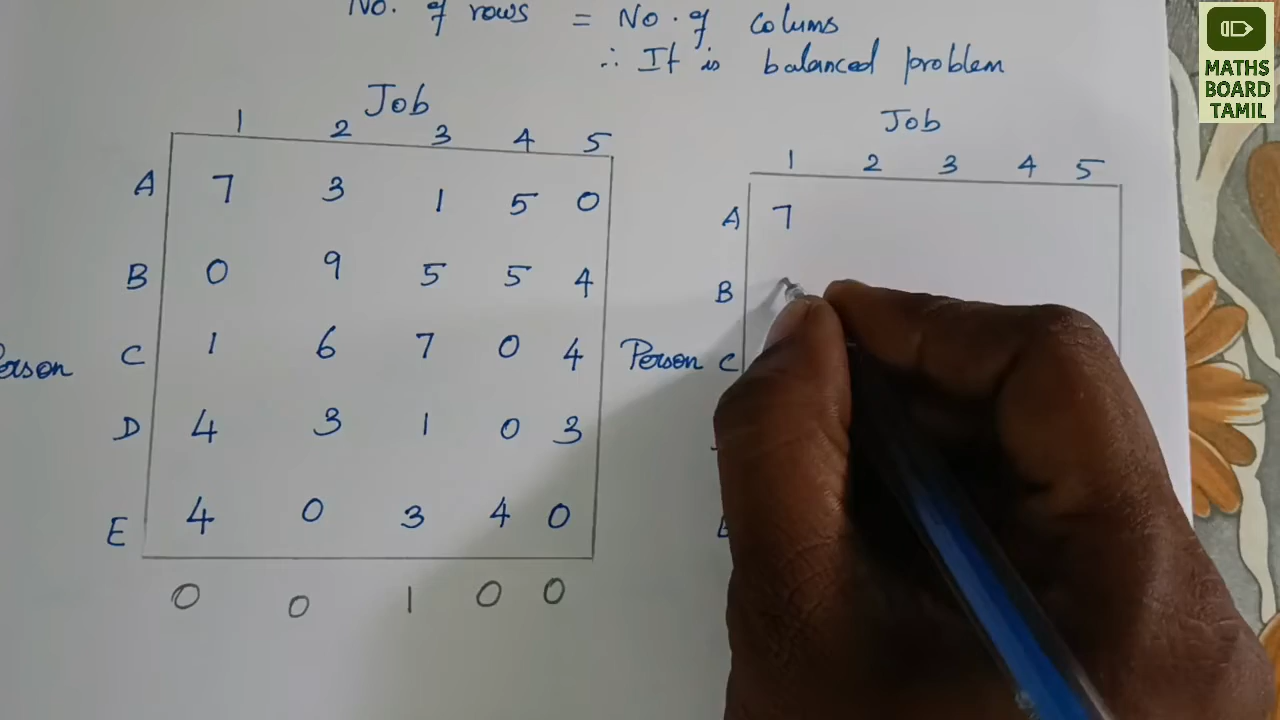 No. of rows = No. of colums
∴ It is balanced problem
MATHS
BOARD
TAMIL
Job
1 2 3 4 5
A 7 3 1 5 0
B 0 9 5 5 4
C 1 6 7 0 4
D 4 3 1 0 3
E 4 0 3 4 0
0 0 1 0 0
Job
1 2 3 4 5
A 7
B
Person C